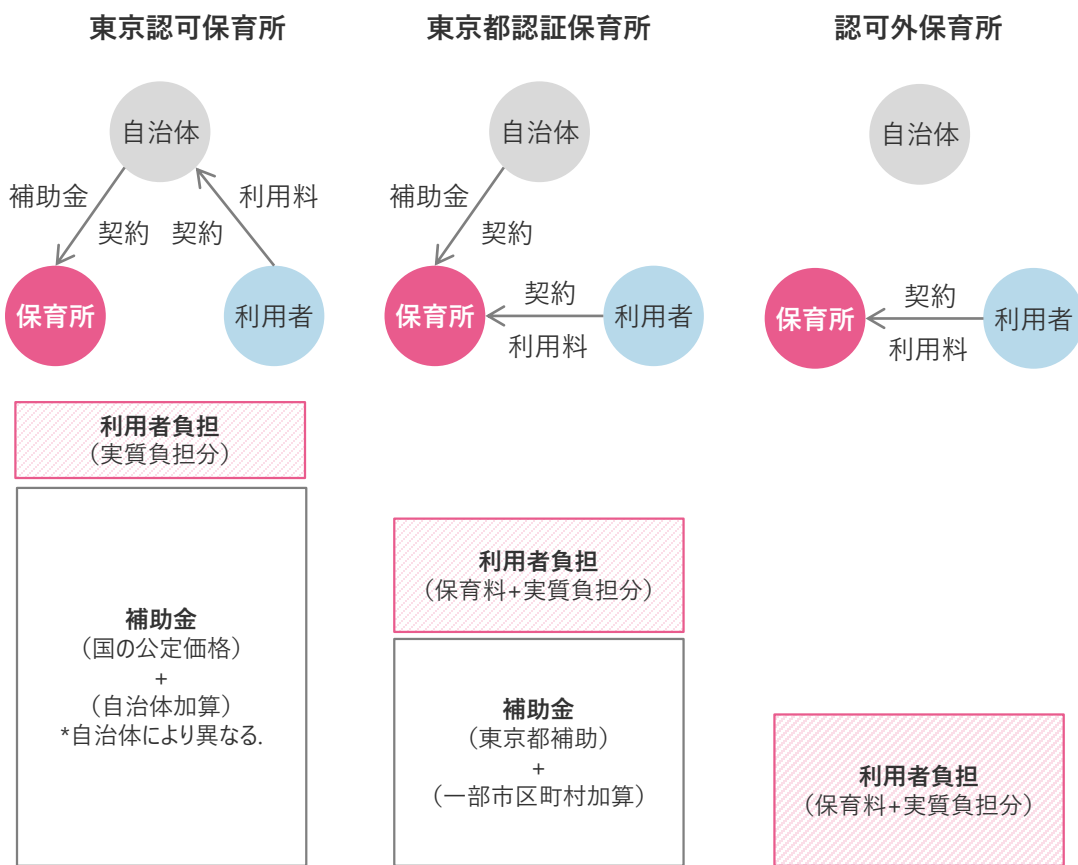 東京認可保育所
自治体
補助金
利用料
契約
契約
保育所
利用者
利用者負担
（実質負担分）
補助金
（国の公定価格）
+
（自治体加算）
*自治体により異なる.
東京都認証保育所
自治体
補助金
契約
保育所
契約
利用料
利用者
利用者負担
（保育料+実質負担分）
補助金
（東京都補助）
+
（一部市区町村加算）
認可外保育所
自治体
保育所
契約
利用料
利用者
利用者負担
（保育料+実質負担分）